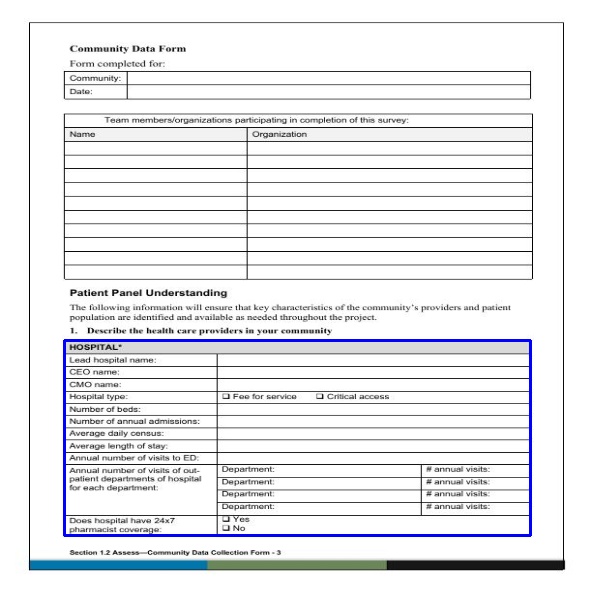 Community Data Form
Form completed for:
Community:
Date:
Team members/organizations participating in completion of this survey:
Name Organization
Patient Panel Understanding
The following information will ensure that key characteristics of the community's providers and patient
population are identified and available as needed throughout the project.
1. Describe the health care providers in your community
HOSPITAL*
Lead hospital name:
CEO name:
CMO name:
Hospital type: ❑ Fee for service ❑ Critical access
Number of beds:
Number of annual admissions:
Average daily census:
Average length of stay:
Annual number of visits to ED:
Annual number of visits of out-
patient departments of hospital
for each department:
Department: # annual visits:
Department: # annual visits:
Department: # annual visits:
Department: # annual visits:
Does hospital have 24x7
pharmacist coverage:
❑ Yes
❑ No
Section 1.2 Assess—Community Data Collection Form - 3